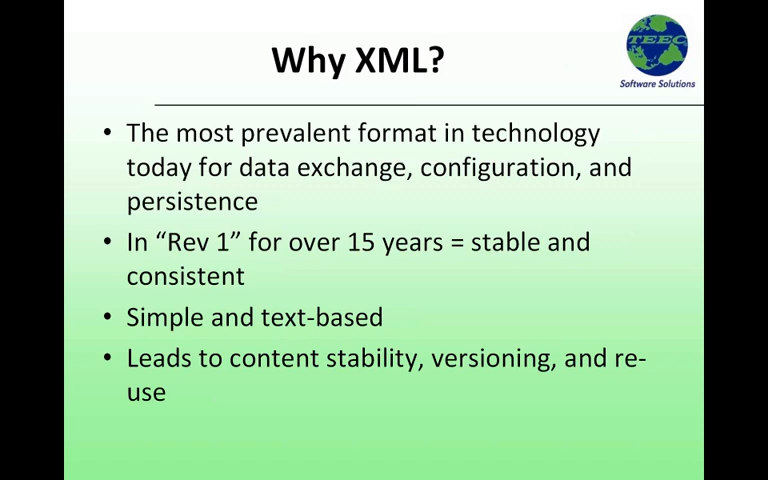 Why XML?
TEEC
Software Solutions
• The most prevalent format in technology
today for data exchange, configuration, and
persistence
• In “Rev 1” for over 15 years = stable and
consistent
• Simple and text-based
• Leads to content stability, versioning, and re-
use